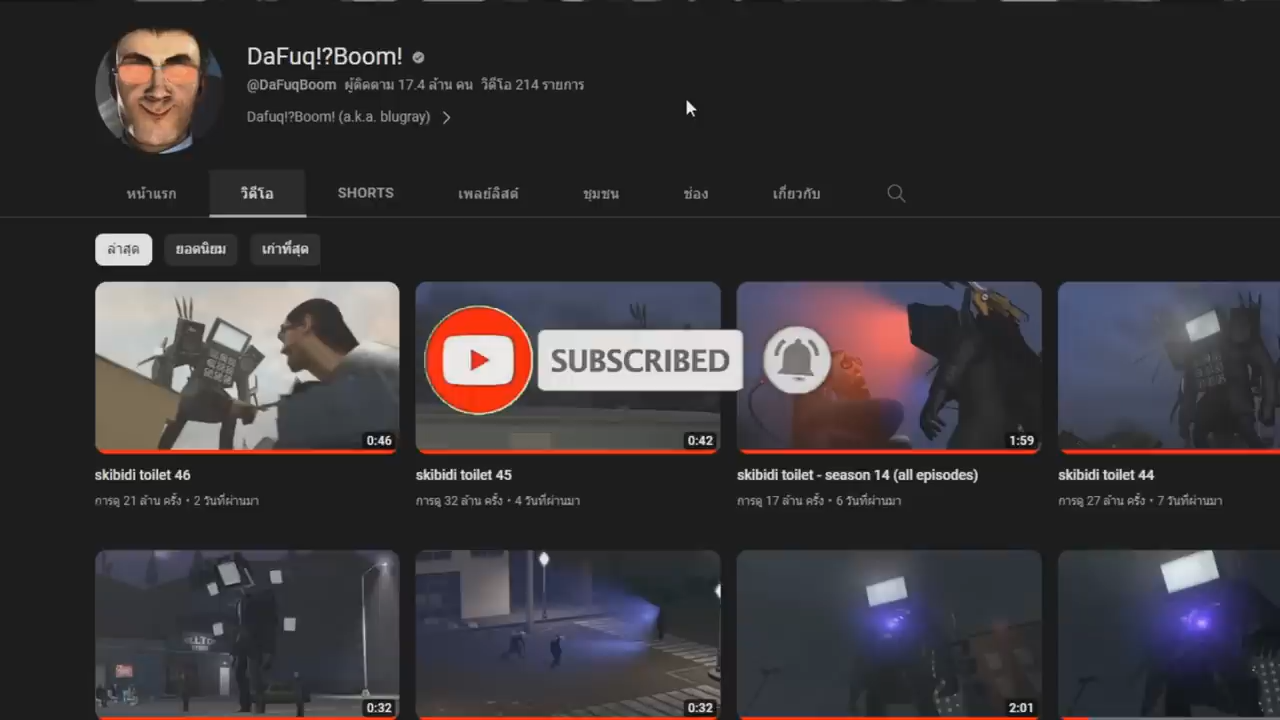 DaFuq!?Boom!
@DaFuqBoom ผู้ติดตาม 17.4 ล้าน คน วิดีโอ 214 รายการ
Dafuq!?Boom! (a.k.a. blugray)
หน้าแรก วิดีโอ SHORTS เพลย์ลิสต์ ชุมชน ช่อง เกี่ยวกับ
ล่าสุด ยอดนิยม เก่าที่สุด
SUBSCRIBED
0:46 0:42 1:59
skibidi toilet 46 skibidi toilet 45 skibidi toilet - season 14 (all episodes) skibidi toilet 44
การดู 21 ล้าน ครั้ง • 2 วันที่ผ่านมา การดู 32 ล้าน ครั้ง • 4 วันที่ผ่านมา การดู 17 ล้าน ครั้ง • 6 วันที่ผ่านมา การดู 27 ล้าน ครั้ง • 7 วันที่ผ่านมา
0:32 0:32 2:01